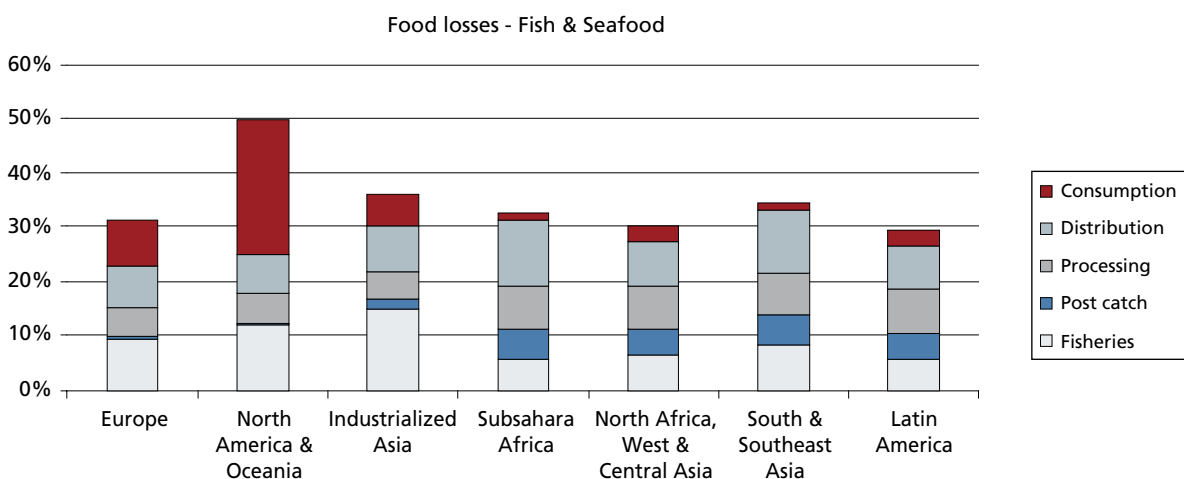 Food losses - Fish & Seafood
60%
50%
40%
30%
20%
10%
0%
Europe
North
America &
Oceania
Industrialized
Asia
Subsahara
Africa
North Africa,
West &
Central Asia
South &
Southeast
Asia
Latin
America
Consumption
Distribution
Processing
Post catch
Fisheries